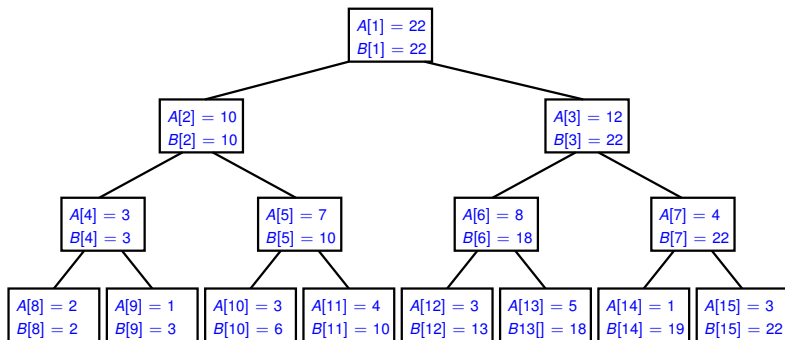 A[1] = 22
B[1] = 22
A[2] = 10
B[2] = 10
A[3] = 12
B[3] = 22
A[4] = 3
B[4] = 3
A[5] = 7
B[5] = 10
A[6] = 8
B[6] = 18
A[7] = 4
B[7] = 22
A[8] = 2
B[8] = 2
A[9] = 1
B[9] = 3
A[10] = 3
B[10] = 6
A[11] = 4
B[11] = 10
A[12] = 3
B[12] = 13
A[13] = 5
B13[] = 18
A[14] = 1
B[14] = 19
A[15] = 3
B[15] = 22